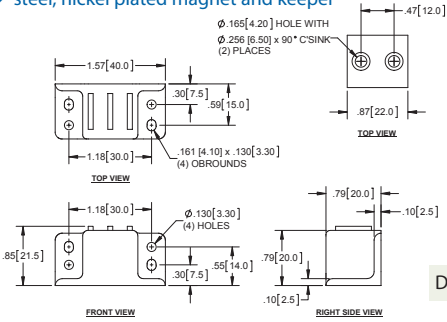 steel, nickel plated magnet and keeper
Ø.165[4.20] HOLE WITH
Ø.256 [6.50] x 90° C'SINK
(2) PLACES
.47[12.0]
1.57[40.0]
.30[7.5]
.59[15.0]
1.18[30.0]
.161 [4.10] x .130[3.30]
(4) OBROUNDS
TOP VIEW
.87[22.0]
TOP VIEW
1.18[30.0]
Ø.130[3.30]
(4) HOLES
.85[21.5]
.30[7.5]
.55[14.0]
FRONT VIEW
.79[20.0]
.10[2.5]
.79[20.0]
.10[2.5]
RIGHT SIDE VIEW
D